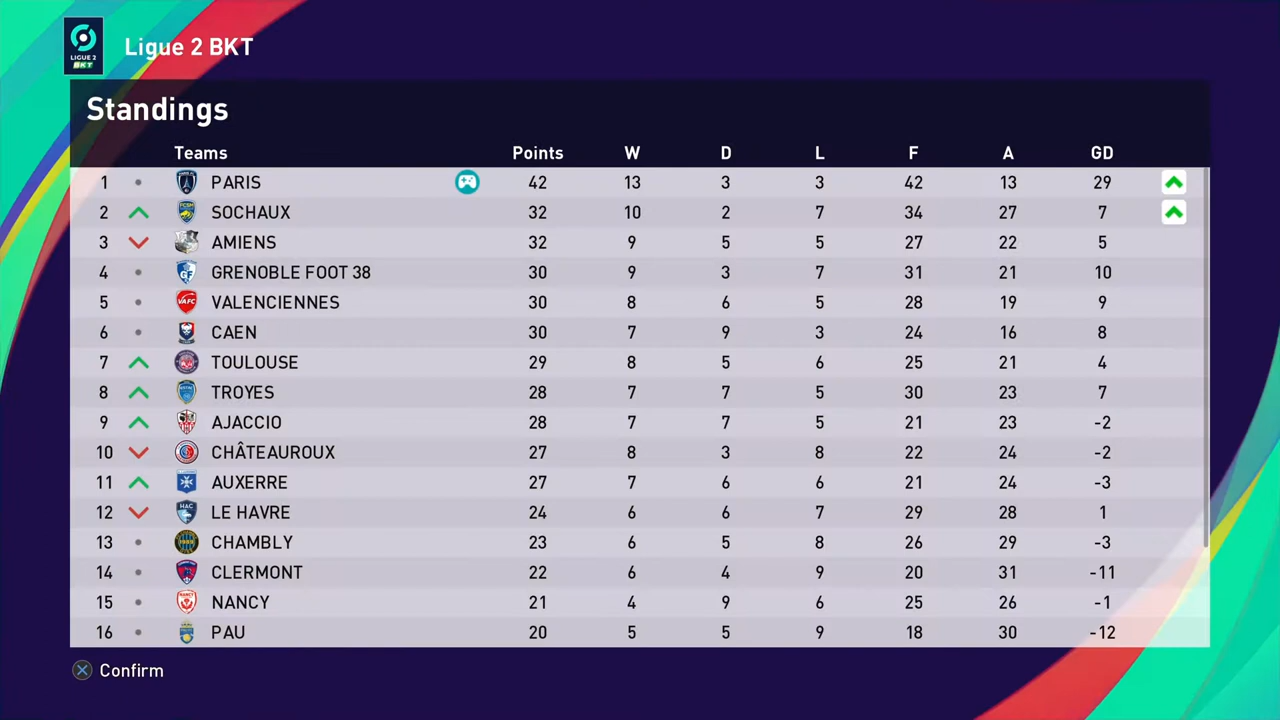 LIGUE 2
BKT
Ligue 2 BKT
Standings
Teams Points W D L F A GD
1 PARIS 42 13 3 3 42 13 29
2 SOCHAUX 32 10 2 7 34 27 7
3 AMIENS 32 9 5 5 27 22 5
4 GRENOBLE FOOT 38 30 9 3 7 31 21 10
5 VALENCIENNES 30 8 6 5 28 19 9
6 CAEN 30 7 9 3 24 16 8
7 TOULOUSE 29 8 5 6 25 21 4
8 TROYES 28 7 7 5 30 23 7
9 AJACCIO 28 7 7 5 21 23 -2
10 CHÂTEAUROUX 27 8 3 8 22 24 -2
11 AUXERRE 27 7 6 6 21 24 -3
12 LE HAVRE 24 6 6 7 29 28 1
13 CHAMBLY 23 6 5 8 26 29 -3
14 CLERMONT 22 6 4 9 20 31 -11
15 NANCY 21 4 9 6 25 26 -1
16 PAU 20 5 5 9 18 30 -12
Confirm